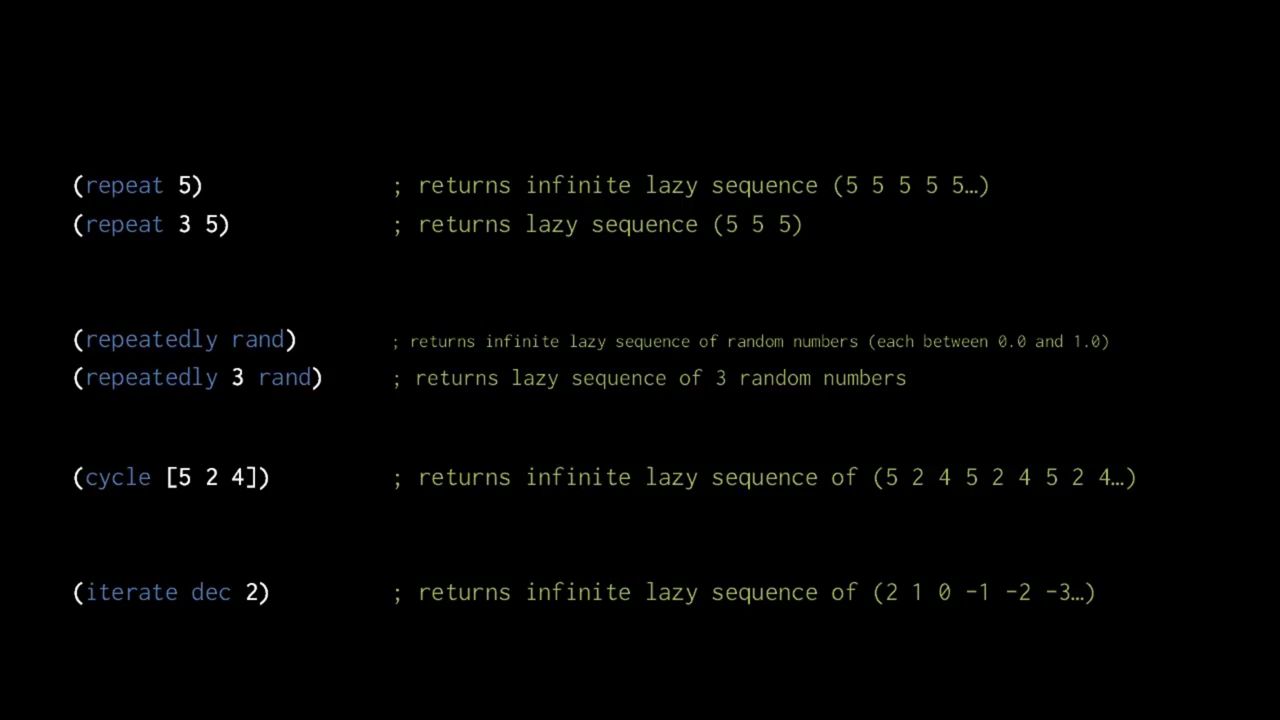 (repeat 5) ; returns infinite lazy sequence (5 5 5 5 5…)
(repeat 3 5) ; returns lazy sequence (5 5 5)
(repeatedly rand) ; returns infinite lazy sequence of random numbers (each between 0.0 and 1.0)
(repeatedly 3 rand) ; returns lazy sequence of 3 random numbers
(cycle [5 2 4]) ; returns infinite lazy sequence of (5 2 4 5 2 4 5 2 4…)
(iterate dec 2) ; returns infinite lazy sequence of (2 1 0 -1 -2 -3…)